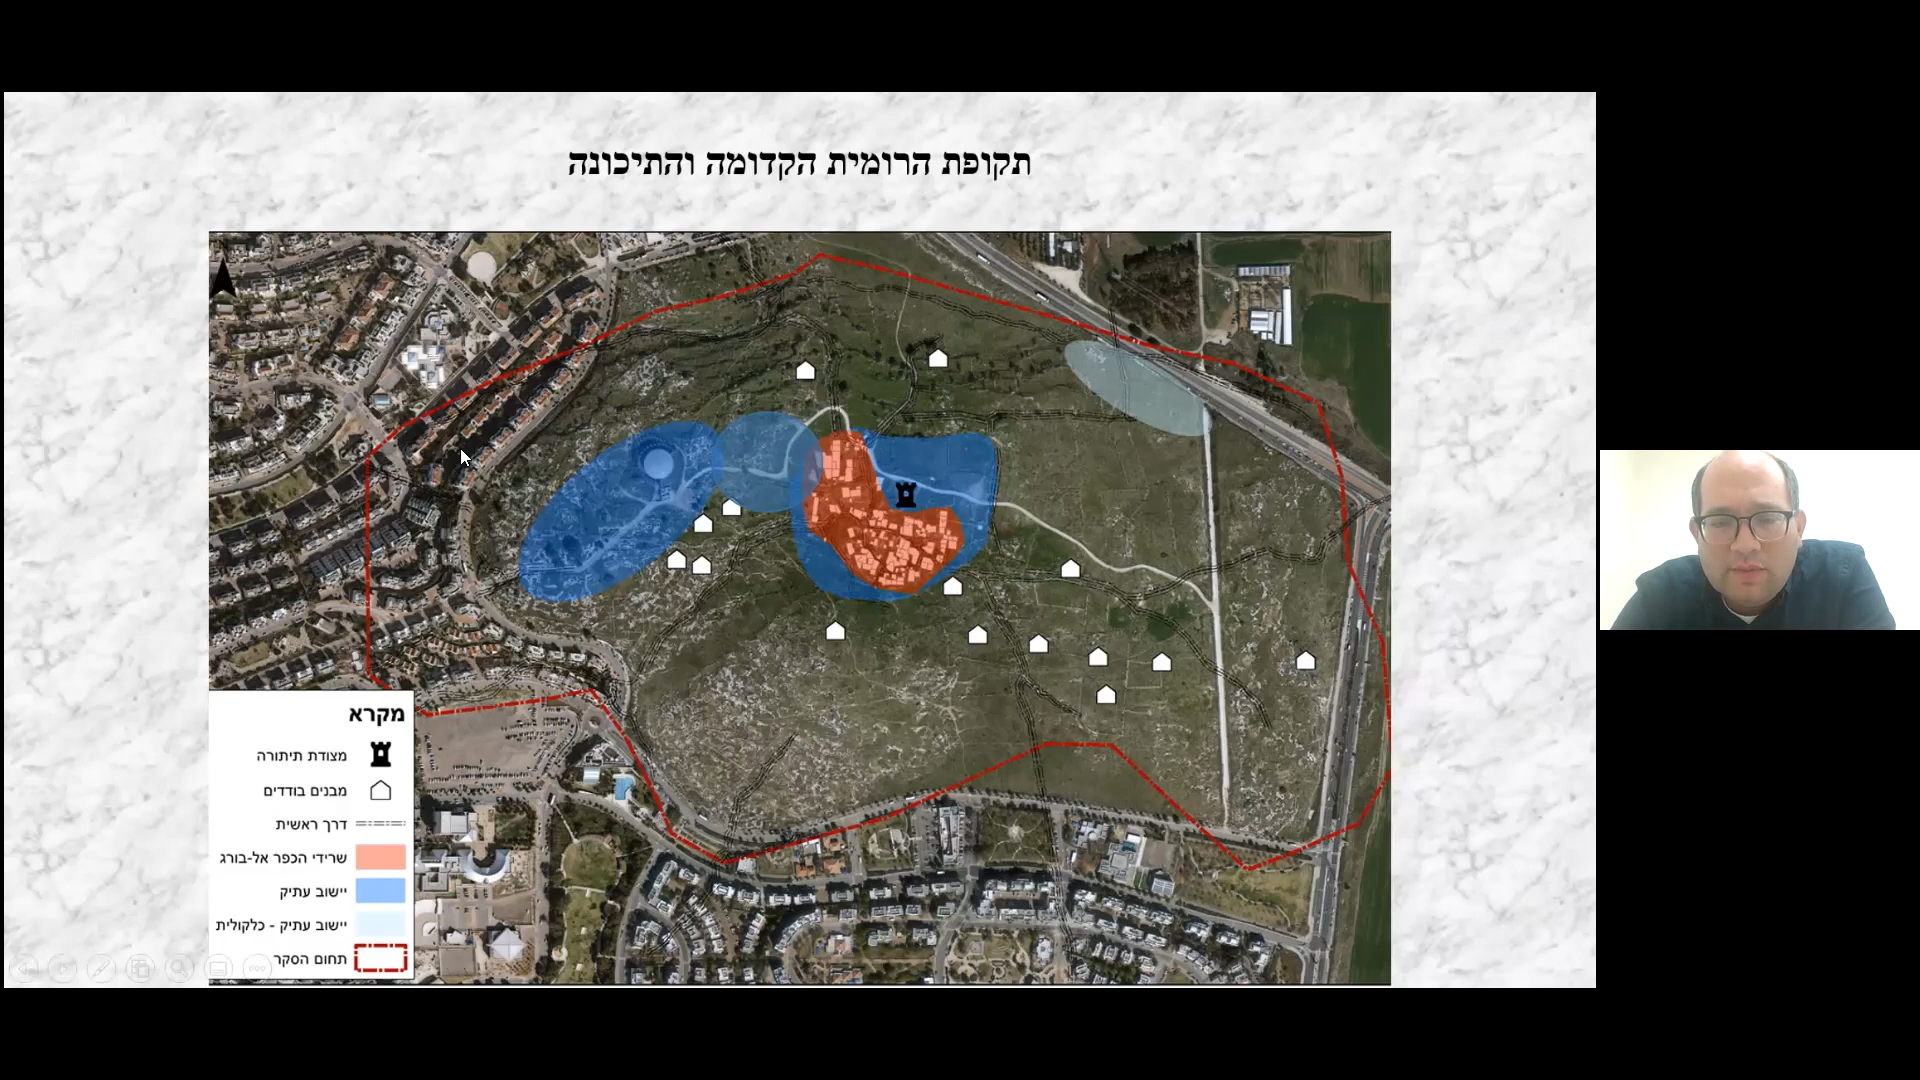 תקופת הרומית הקדומה והתיכונה
מקרא
מצודת תיתורה
מבנים בודדים
דרך ראשית
שרידי הכפר אל-בורג
יישוב עתיק
יישוב עתיק - כלקולית
תחום הסקר